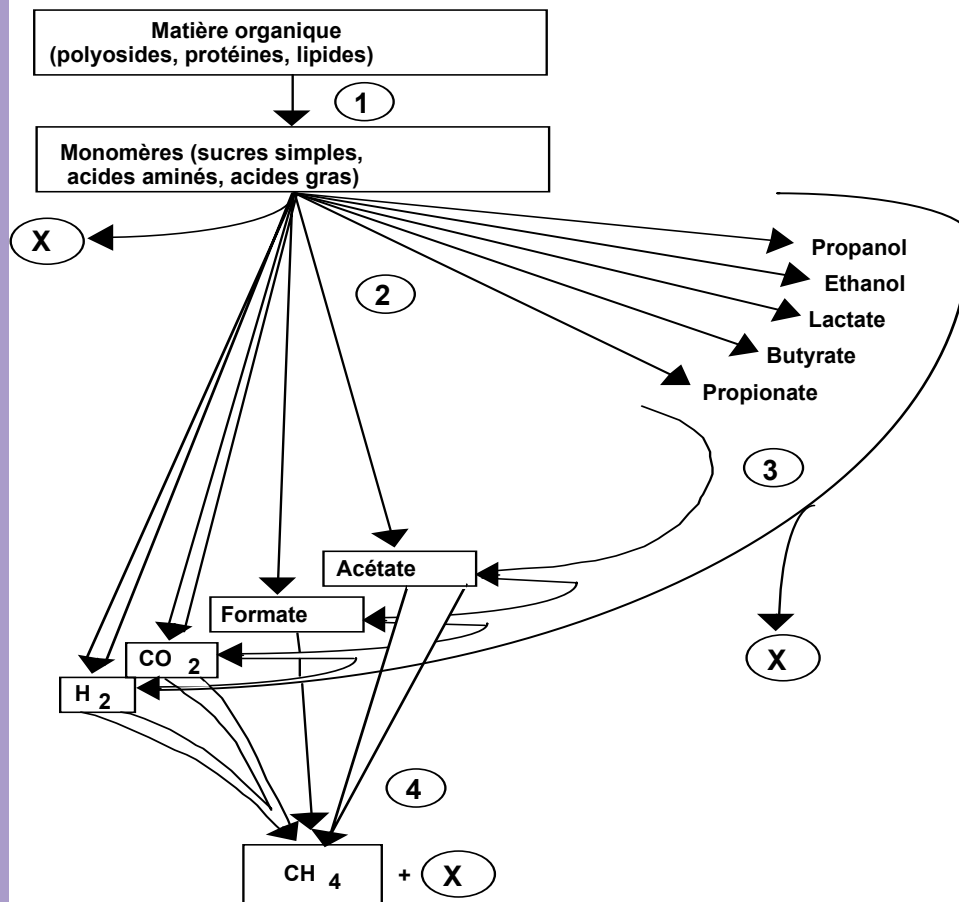 Matière organique
(polyosides, protéines, lipides)
1
Monomères (sucres simples,
acides aminés, acides gras)
X
2
Propanol
Ethanol
Lactate
Butyrate
Propionate
3
Acétate
Formate
CO 2
H 2
X
4
CH 4 + X